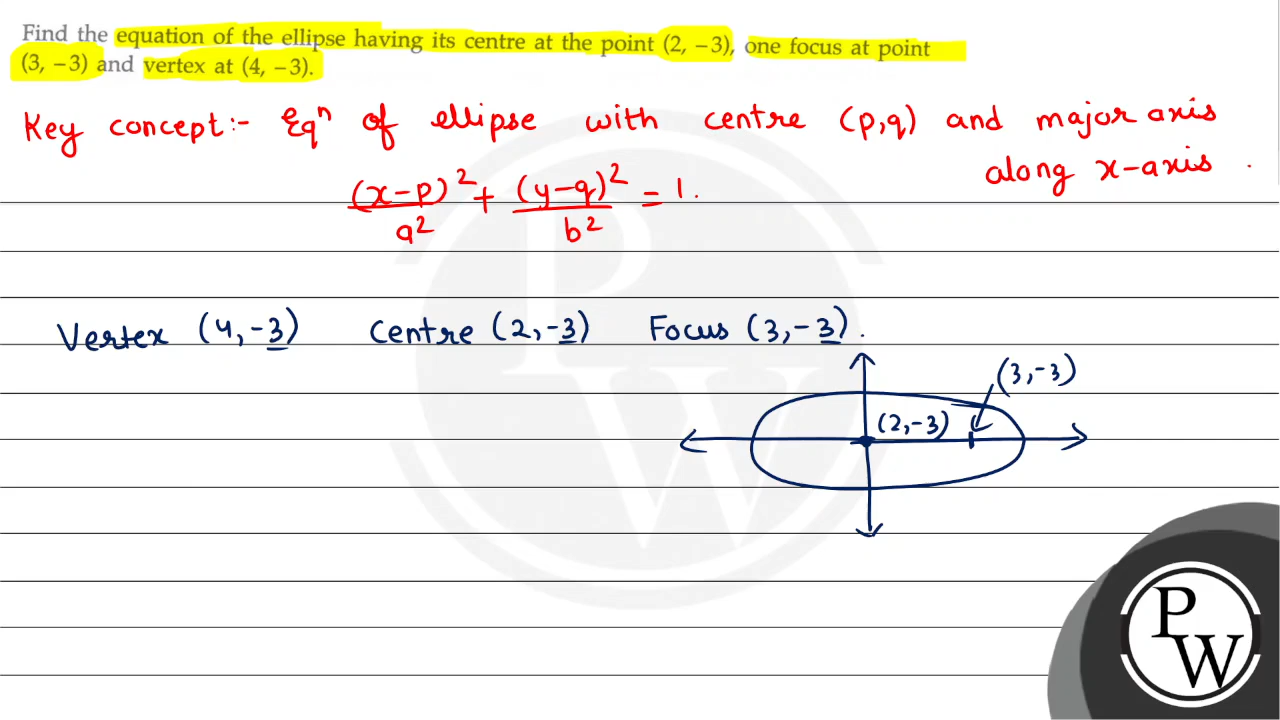 Find the equation of the ellipse having its centre at the point (2, −3), one focus at point
(3, −3) and vertex at (4, −3).
Key concept:- Eqⁿ of ellipse with centre (p,q) and major axis
along x-axis.
(x-p)²/a² + (y-q)²/b² = 1.
Vertex (4,-3) Centre (2,-3) Focus (3,-3).
(3,-3)
(2,-3)
P
W
P
W